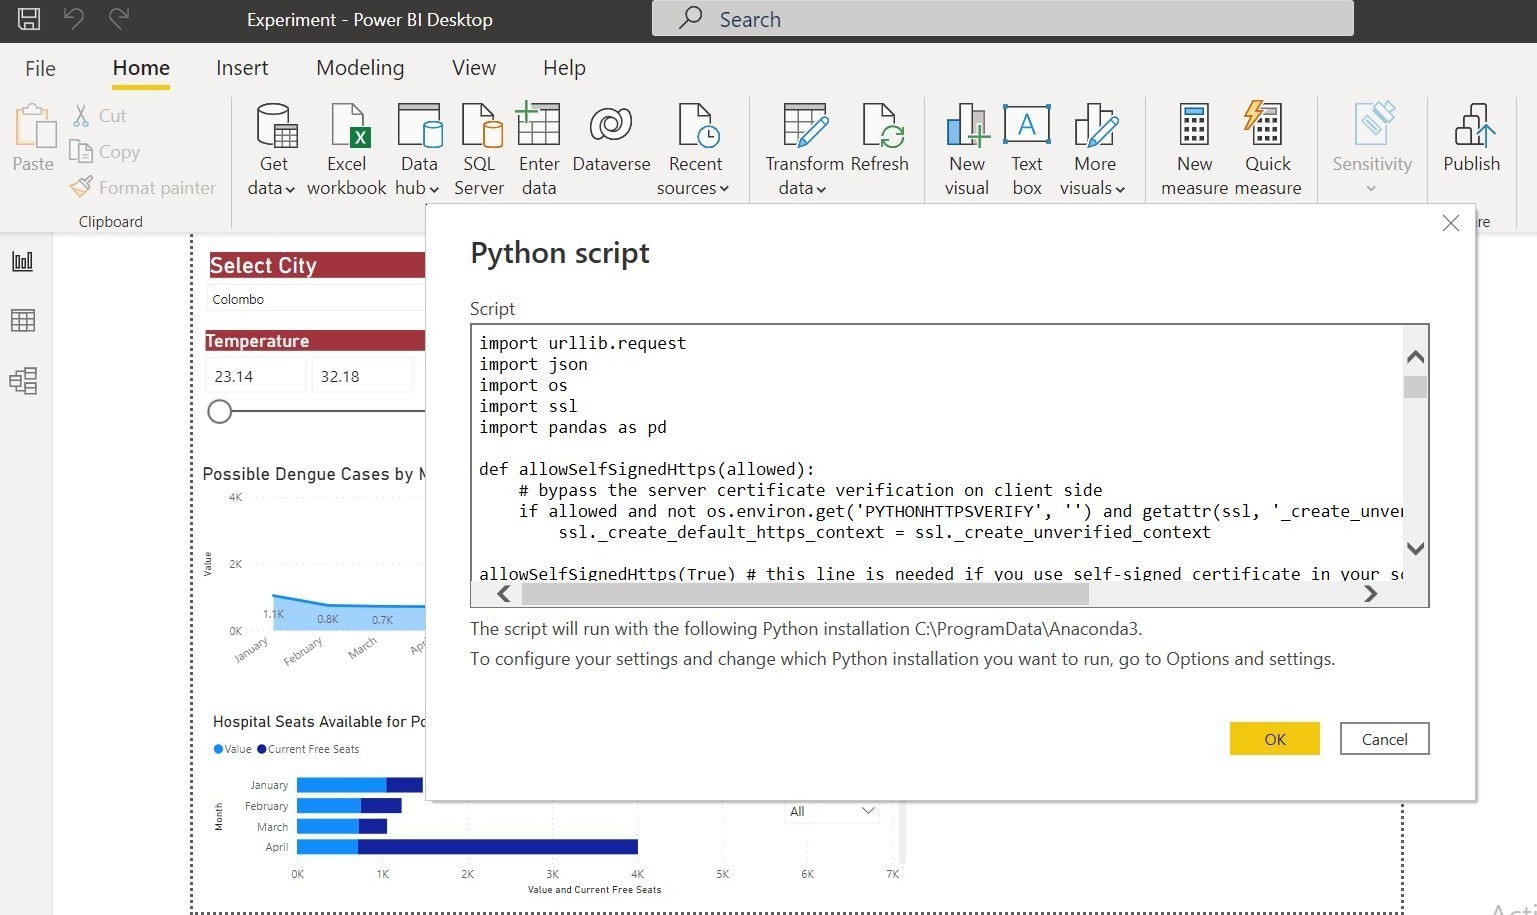 Experiment - Power BI Desktop
Search
File Home Insert Modeling View Help
Paste
Cut
Copy
Format painter
Clipboard
Get data
Excel workbook
Data hub
SQL Server
Enter data
Dataverse
Recent sources
Transform data
Refresh
New visual
Text box
More visuals
New measure
Quick measure
Sensitivity
Publish
Select City
Colombo
Temperature
23.14 32.18
Possible Dengue Cases by
4K
2K
0K
Value
1.1K 0.8K 0.7K
January February March
Hospital Seats Available for
Value Current Free Seats
Month
January
February
March
April
0K 1K 2K 3K 4K 5K 6K 7K
Value and Current Free Seats
All
Python script
Script
import urllib.request
import json
import os
import ssl
import pandas as pd
def allowSelfSignedHttps(allowed):
# bypass the server certificate verification on client side
if allowed and not os.environ.get('PYTHONHTTPSVERIFY', '') and getattr(ssl, '_create_unver
ssl._create_default_https_context = ssl._create_unverified_context
allowSelfSignedHttps(True) # this line is needed if you use self-signed certificate in your
The script will run with the following Python installation C:\ProgramData\Anaconda3.
To configure your settings and change which Python installation you want to run, go to Options and settings.
OK Cancel